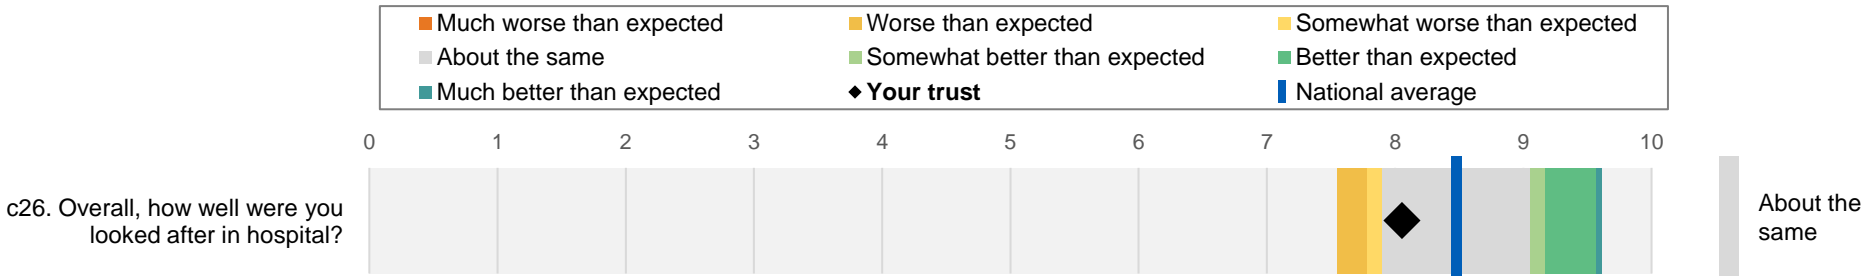 Much worse than expected
Worse than expected
Somewhat worse than expected
About the same
Somewhat better than expected
Better than expected
Much better than expected
Your trust
National average
0 1 2 3 4 5 6 7 8 9 10
c26. Overall, how well were you
looked after in hospital?
About the
same